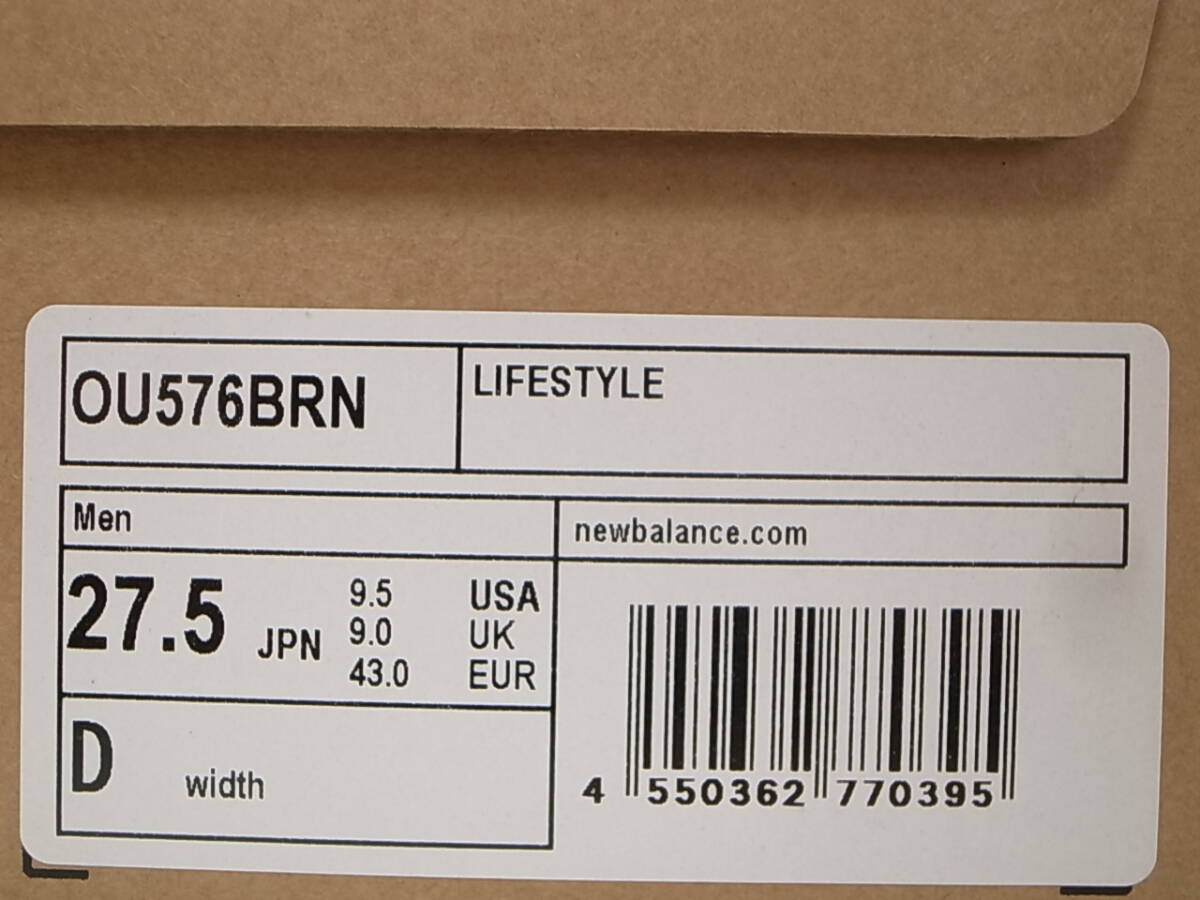 OU576BRN
LIFESTYLE
Men
newbalance.com
27.5 JPN
9.5 USA
9.0 UK
43.0 EUR
D width
4 550362 770395